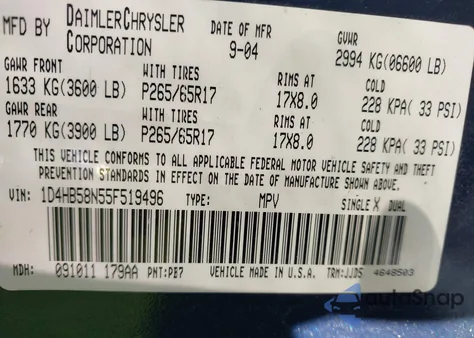 MFD BY DAIMLERCHRYSLER CORPORATION DATE OF MFR 9-04 GVWR 2994 KG(06600 LB)
GAWR FRONT WITH TIRES RIMS AT COLD
1633 KG(3600 LB) P265/65R17 17X8.0 228 KPA( 33 PSI)
GAWR REAR WITH TIRES RIMS AT COLD
1770 KG(3900 LB) P265/65R17 17X8.0 228 KPA( 33 PSI)
THIS VEHICLE CONFORMS TO ALL APPLICABLE FEDERAL MOTOR VEHICLE SAFETY AND THEFT
PREVENTION STANDARDS IN EFFECT ON THE DATE OF MANUFACTURE SHOWN ABOVE.
VIN: 1D4HB58N55F519496 TYPE: MPV SINGLE X DUAL
MDH: 091011 179AA PNT:PB7 VEHICLE MADE IN U.S.A. TRM:JJD5 4648503
autoSnap